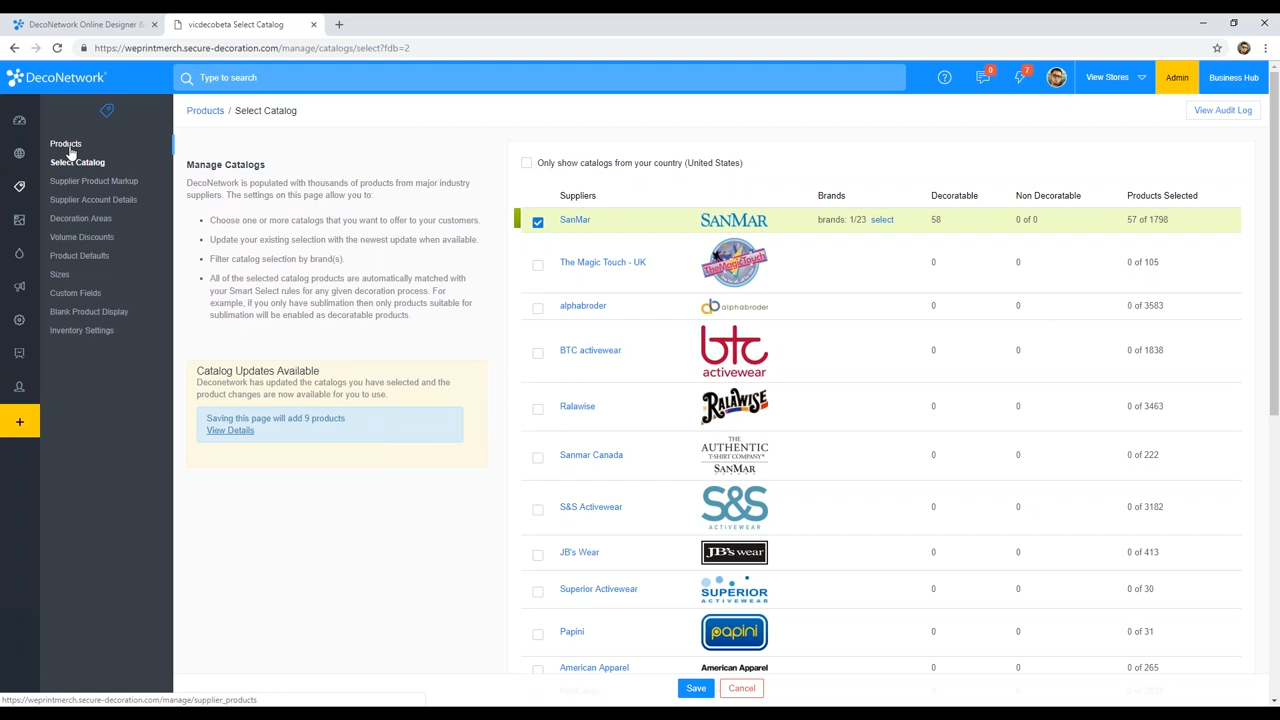 DecoNetwork Online Designer &
vicdecobeta Select Catalog
https://weprintmerch.secure-decoration.com/manage/catalogs/select?fdb=2
DecoNetwork
Type to search
0
7
View Stores
Admin
Business Hub
Products / Select Catalog
View Audit Log
Products
Select Catalog
Supplier Product Markup
Supplier Account Details
Decoration Areas
Volume Discounts
Product Defaults
Sizes
Custom Fields
Blank Product Display
Inventory Settings
Manage Catalogs
DecoNetwork is populated with thousands of products from major industry
suppliers. The settings on this page allow you to:
• Choose one or more catalogs that you want to offer to your customers.
• Update your existing selection with the newest update when available.
• Filter catalog selection by brand(s).
• All of the selected catalog products are automatically matched with
your Smart Select rules for any given decoration process. For
example, if you only have sublimation then only products suitable for
sublimation will be enabled as decoratable products.
Catalog Updates Available
Deconetwork has updated the catalogs you have selected and the
product changes are now available for you to use.
Saving this page will add 9 products
View Details
Only show catalogs from your country (United States)
Suppliers Brands Decoratable Non Decoratable Products Selected
SanMar SANMAR brands: 1/23 select 58 0 of 0 57 of 1798
The Magic Touch - UK TheMagicTouch 0 0 0 of 105
alphabroder ab alphabroder 0 0 0 of 3583
BTC activewear btc activewear 0 0 0 of 1838
Ralawise RALAWISE 0 0 0 of 3463
Sanmar Canada THE AUTHENTIC T-SHIRT COMPANY SANMAR 0 0 0 of 222
S&S Activewear S&S ACTIVEWEAR 0 0 0 of 3182
JB's Wear JB's wear 0 0 0 of 413
Superior Activewear SUPERIOR ACTIVEWEAR 0 0 0 of 30
Papini papini 0 0 0 of 31
American Apparel American Apparel 0 0 0 of 265
Save
Cancel
https://weprintmerch.secure-decoration.com/manage/supplier_products